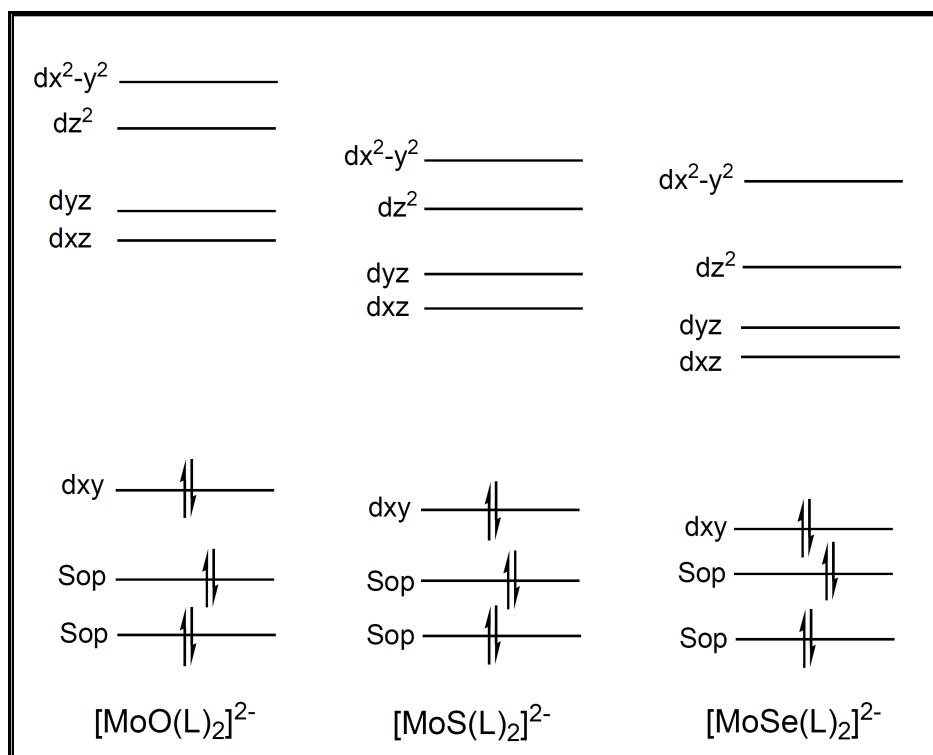 dx²-y²
dz²
dyz
dxz
dxy
Sop
Sop
[MoO(L)₂]²⁻
dx²-y²
dz²
dyz
dxz
dxy
Sop
Sop
[MoS(L)₂]²⁻
dx²-y²
dz²
dyz
dxz
dxy
Sop
Sop
[MoSe(L)₂]²⁻